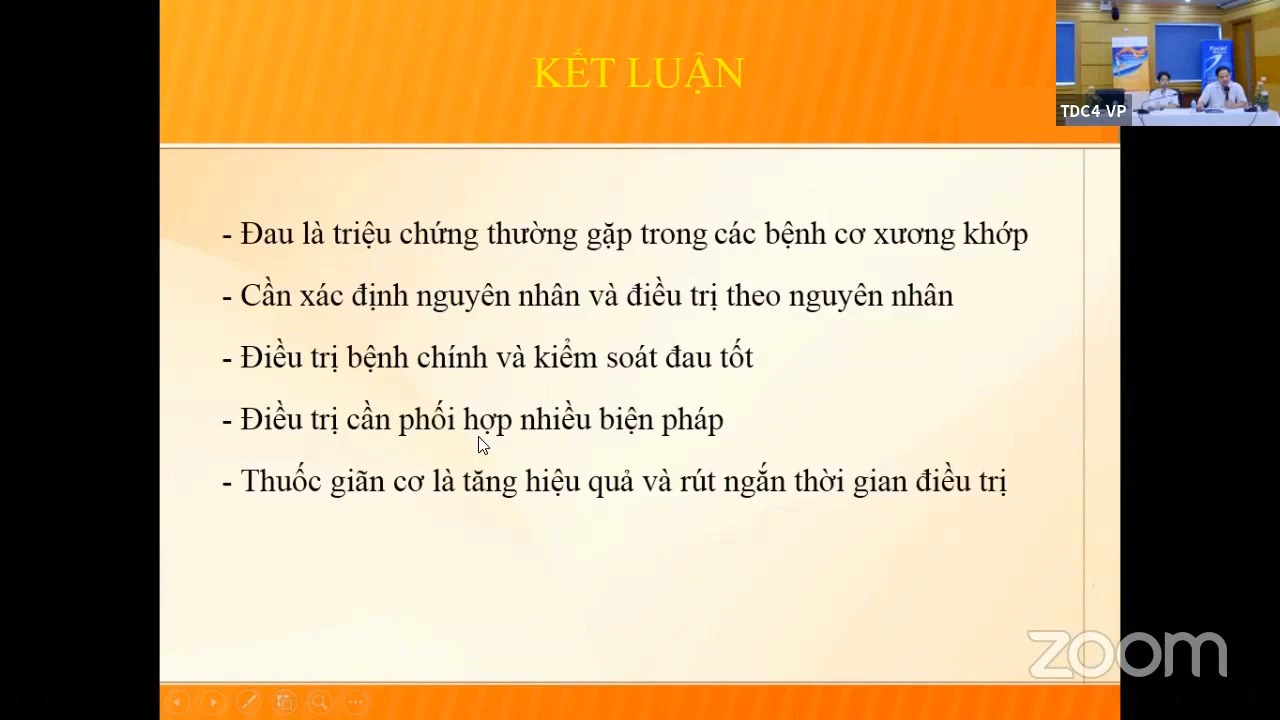 KẾT LUẬN
TDC4 VP
- Đau là triệu chứng thường gặp trong các bệnh cơ xương khớp
- Cần xác định nguyên nhân và điều trị theo nguyên nhân
- Điều trị bệnh chính và kiểm soát đau tốt
- Điều trị cần phối hợp nhiều biện pháp
- Thuốc giãn cơ là tăng hiệu quả và rút ngắn thời gian điều trị
zoom